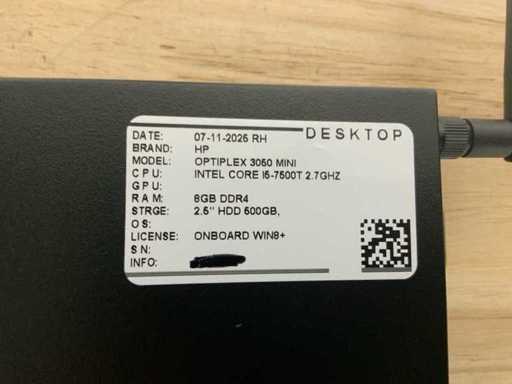 DESKTOP
DATE: 07-11-2025 RH
BRAND: HP
MODEL: OPTIPLEX 3050 MINI
CPU: INTEL CORE I5-7500T 2.7GHZ
GPU:
RAM: 8GB DDR4
STRGE: 2.5" HDD 500GB,
OS:
LICENSE: ONBOARD WIN8+
SN:
INFO: